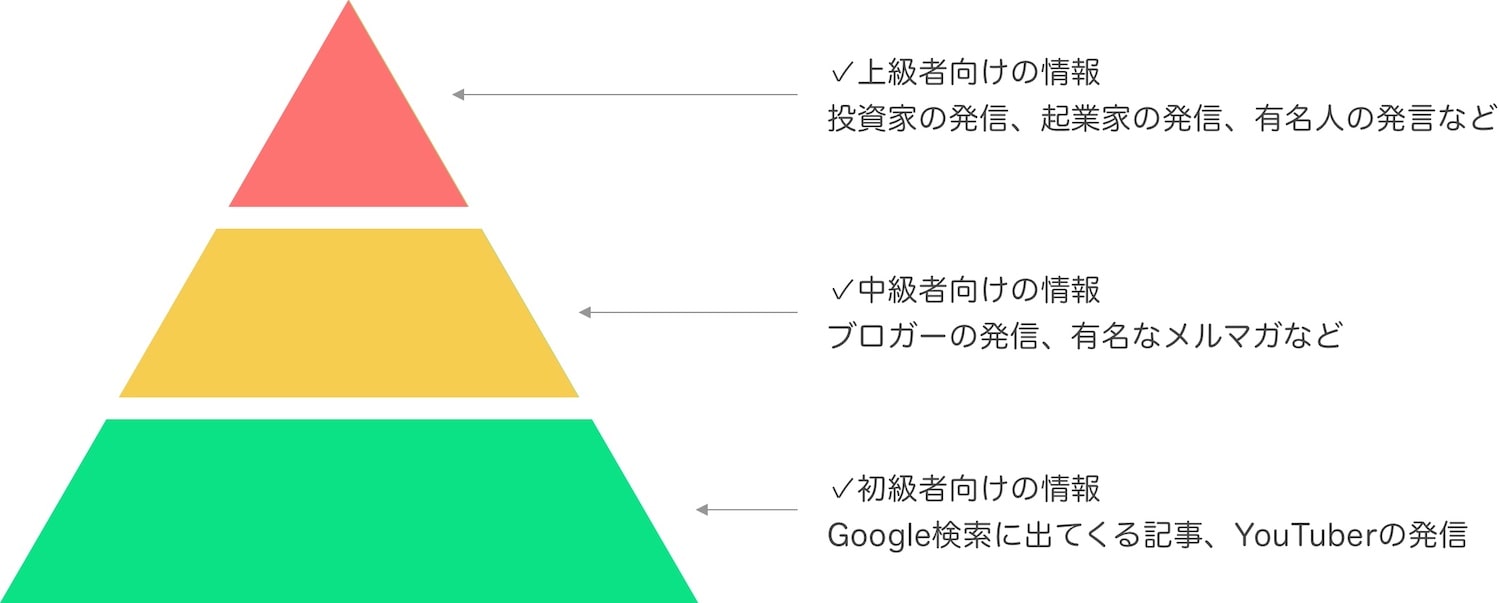 ✓上級者向けの情報
投資家の発信、起業家の発信、有名人の発言など
✓中級者向けの情報
ブロガーの発信、有名なメルマガなど
✓初級者向けの情報
Google検索に出てくる記事、YouTuberの発信